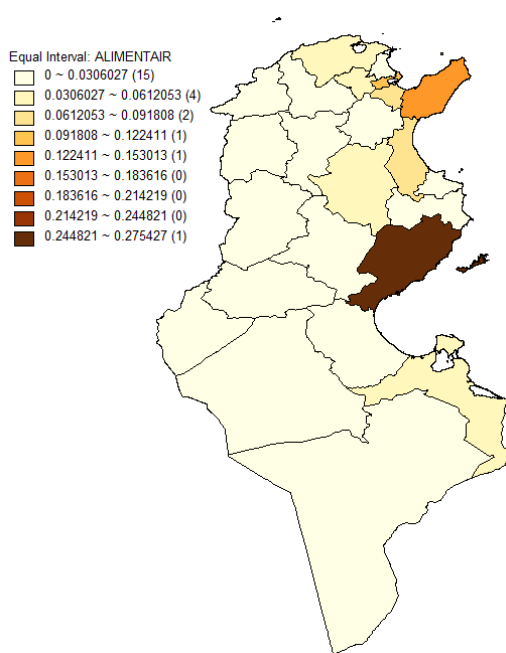 Equal Interval: ALIMENTAIR
0 ~ 0.0306027 (15)
0.0306027 ~ 0.0612053 (4)
0.0612053 ~ 0.091808 (2)
0.091808 ~ 0.122411 (1)
0.122411 ~ 0.153013 (1)
0.153013 ~ 0.183616 (0)
0.183616 ~ 0.214219 (0)
0.214219 ~ 0.244821 (0)
0.244821 ~ 0.275427 (1)